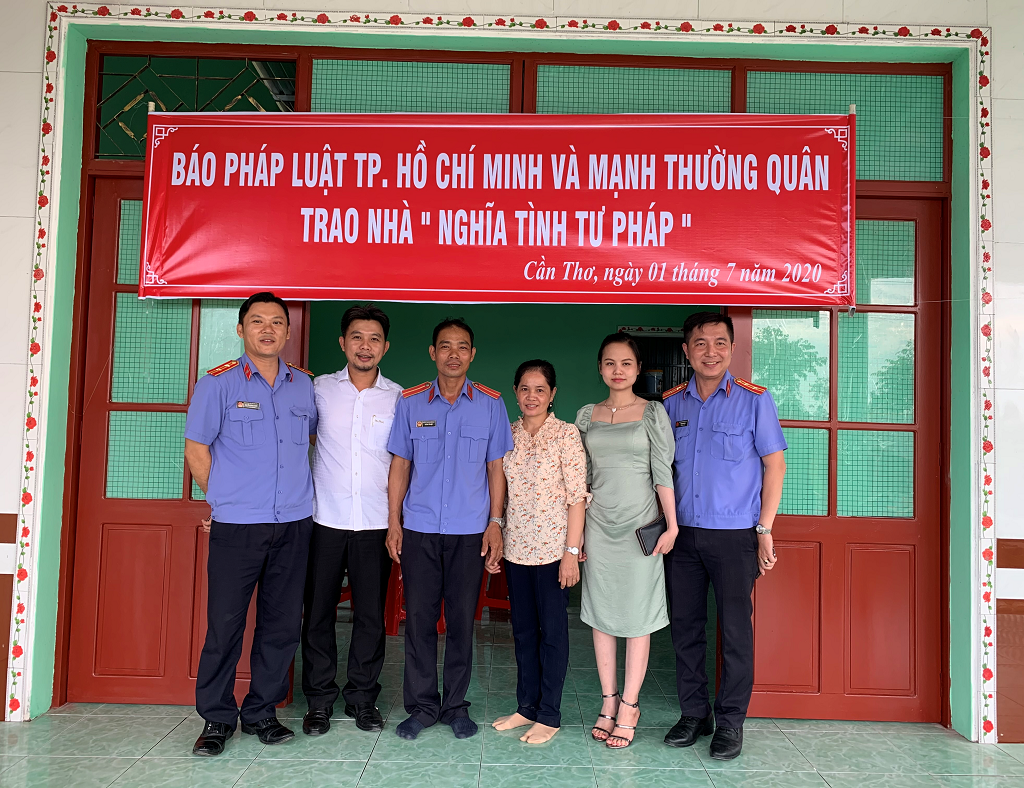 BÁO PHÁP LUẬT TP. HỒ CHÍ MINH VÀ MẠNH THƯỜNG QUÂN
TRAO NHÀ " NGHĨA TÌNH TƯ PHÁP "
Cần Thơ, ngày 01 tháng 7 năm 2020